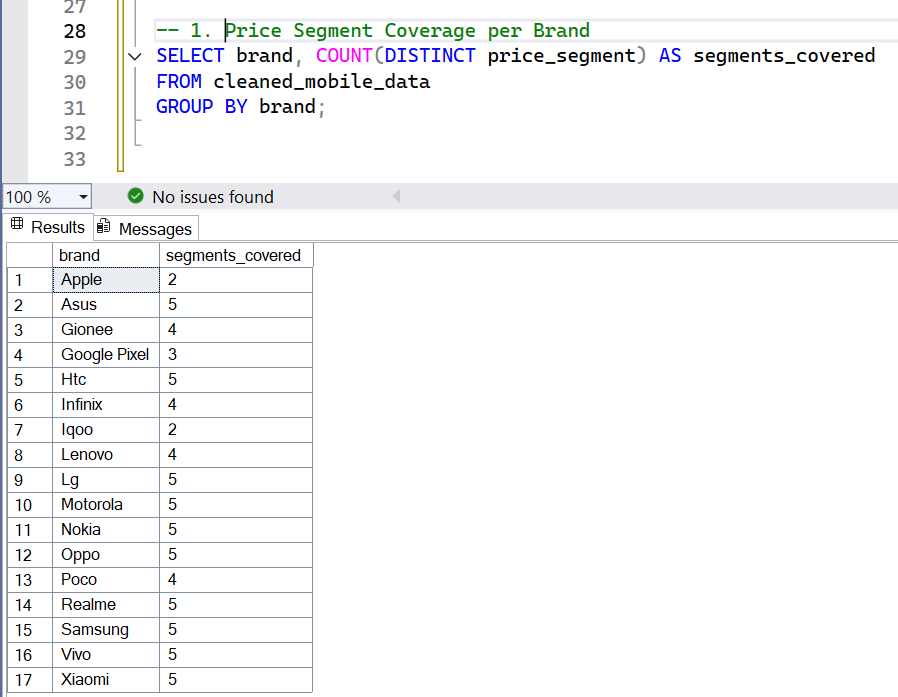 27
28 -- 1. Price Segment Coverage per Brand
29 SELECT brand, COUNT(DISTINCT price_segment) AS segments_covered
30 FROM cleaned_mobile_data
31 GROUP BY brand;
32
33
100 % No issues found
Results Messages
brand segments_covered
1 Apple 2
2 Asus 5
3 Gionee 4
4 Google Pixel 3
5 Htc 5
6 Infinix 4
7 Iqoo 2
8 Lenovo 4
9 Lg 5
10 Motorola 5
11 Nokia 5
12 Oppo 5
13 Poco 4
14 Realme 5
15 Samsung 5
16 Vivo 5
17 Xiaomi 5